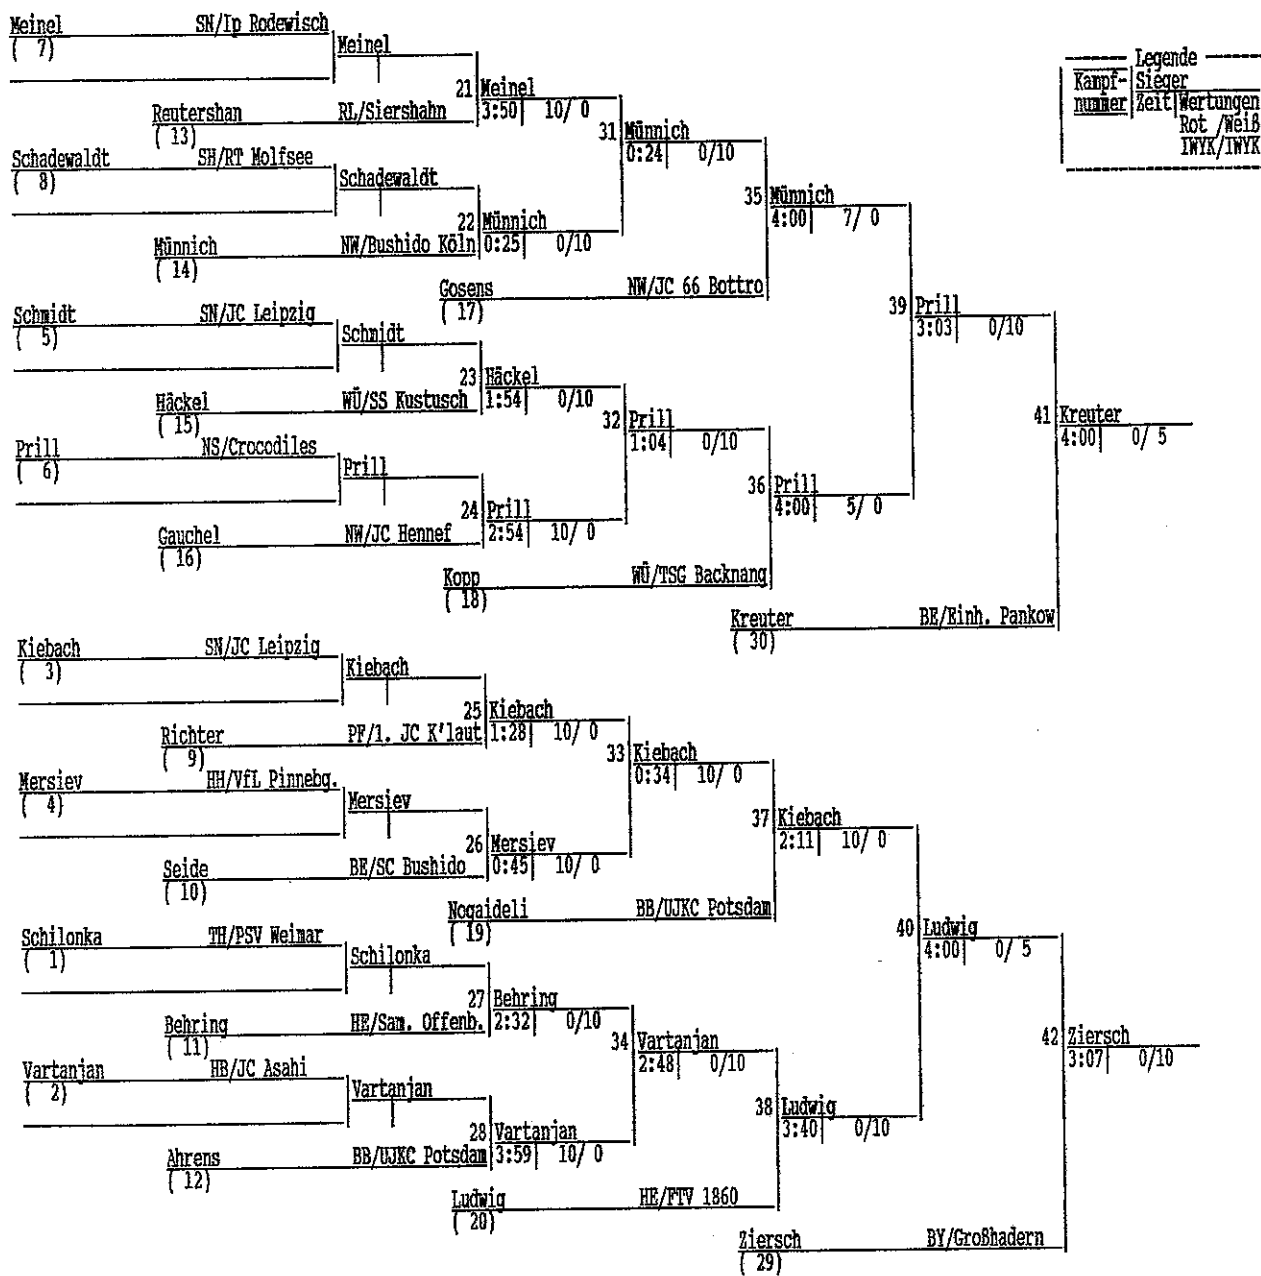 Meinel SN/Ip Rodewisch
( 7)
Meinel
21 Meinel
3:50 10/ 0
Reutershan RL/Siershahn
( 13)
31 Münnich
0:24 0/10
Schadewaldt SH/RT Molfsee
( 8)
Schadewaldt
22 Münnich
0:25 0/10
Münnich NW/Bushido Köln
( 14)
35 Münnich
4:00 7/ 0
Gosens NW/JC 66 Bottro
( 17)
Schmidt SN/JC Leipzig
( 5)
Schmidt
23 Häckel
1:54 0/10
Häckel WÜ/SS Kustusch
( 15)
32 Prill
1:04 0/10
Prill NS/Crocodiles
( 6)
Prill
24 Prill
2:54 10/ 0
Gauchel NW/JC Hennef
( 16)
36 Prill
4:00 5/ 0
Kopp WÜ/TSG Backnang
( 18)
39 Prill
3:03 0/10
41 Kreuter
4:00 0/ 5
Kreuter BE/Einh. Pankow
( 30)
Kiebach SN/JC Leipzig
( 3)
Kiebach
25 Kiebach
1:28 10/ 0
Richter PF/1. JC K'laut
( 9)
33 Kiebach
0:34 10/ 0
Mersiev HH/VfL Pinnebg.
( 4)
Mersiev
26 Mersiev
0:45 10/ 0
Seide BE/SC Bushido
( 10)
37 Kiebach
2:11 10/ 0
Nogaideli BB/UJKC Potsdam
( 19)
Schilonka TH/PSV Weimar
( 1)
Schilonka
27 Behring
2:32 0/10
Behring HE/Sam. Offenb.
( 11)
34 Vartanjan
2:48 0/10
Vartanjan HB/JC Asahi
( 2)
Vartanjan
28 Vartanjan
3:59 10/ 0
Ahrens BB/UJKC Potsdam
( 12)
38 Ludwig
3:40 0/10
Ludwig HE/FTV 1860
( 20)
40 Ludwig
4:00 0/ 5
42 Ziersch
3:07 0/10
Ziersch BY/Großhadern
( 29)
Legende
Kampf- Sieger
nummer Zeit Wertungen
Rot /Weiß
IWYK/IWYK